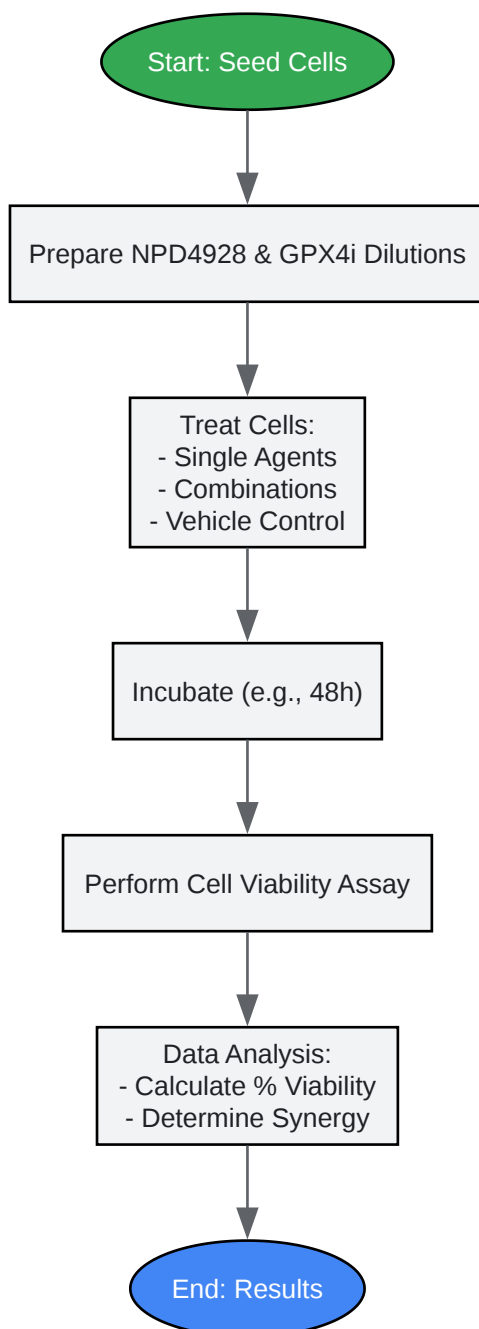 Start: Seed Cells
Prepare NPD4928 & GPX4i Dilutions
Treat Cells:
- Single Agents
- Combinations
- Vehicle Control
Incubate (e.g., 48h)
Perform Cell Viability Assay
Data Analysis:
- Calculate % Viability
- Determine Synergy
End: Results